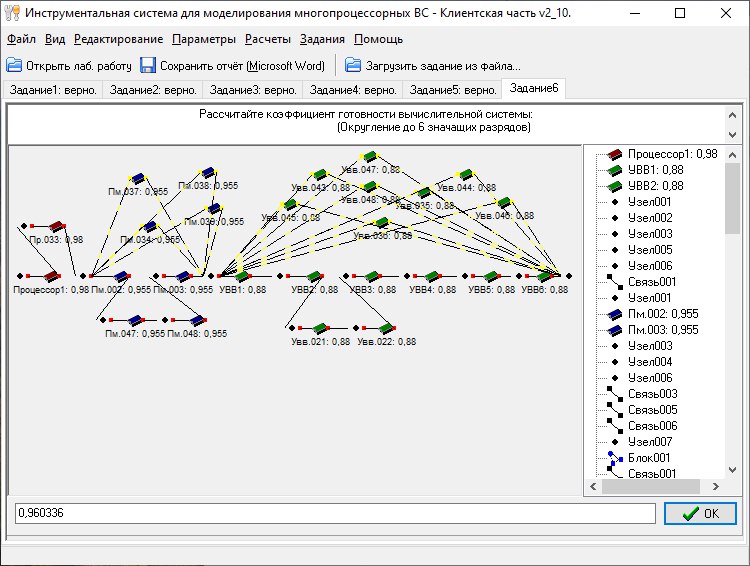 Инструментальная система для моделирования многопроцессорных ВС - Клиентская часть v2_10.
Файл Вид Редактирование Параметры Расчеты Задания Помощь
Открыть лаб. работу Сохранить отчёт (Microsoft Word) Загрузить задание из файла...
Задание1: верно. Задание2: верно. Задание3: верно. Задание4: верно. Задание5: верно. Задание6
Рассчитайте коэффициент готовности вычислительной системы:
(Округление до 6 значащих разрядов)
Увв.047: 0,88
Пм.037: 0,955 Пм.038: 0,955 Увв.043: 0,88 Увв.048: 0,88 Увв.035: 0,88 Увв.044: 0,88
Пм.039: 0,955 Увв.045: 0,88 Увв.046: 0,88
Пр.033: 0,98 Пм.034: 0,955 Увв.036: 0,88
Процессор1: 0,98 Пм.002: 0,955 Пм.003: 0,955 УВВ1: 0,88 УВВ2: 0,88 УВВ3: 0,88 УВВ4: 0,88 УВВ5: 0,88 УВВ6: 0,88
Пм.047: 0,955 Пм.048: 0,955 Увв.021: 0,88 Увв.022: 0,88
Процессор1: 0,98
УВВ1: 0,88
УВВ2: 0,88
Узел001
Узел002
Узел003
Узел005
Узел006
Связь001
Узел001
Пм.002: 0,955
Пм.003: 0,955
Узел003
Узел004
Узел006
Связь003
Связь005
Связь006
Узел007
Блок001
Связь001
0,960336
OK